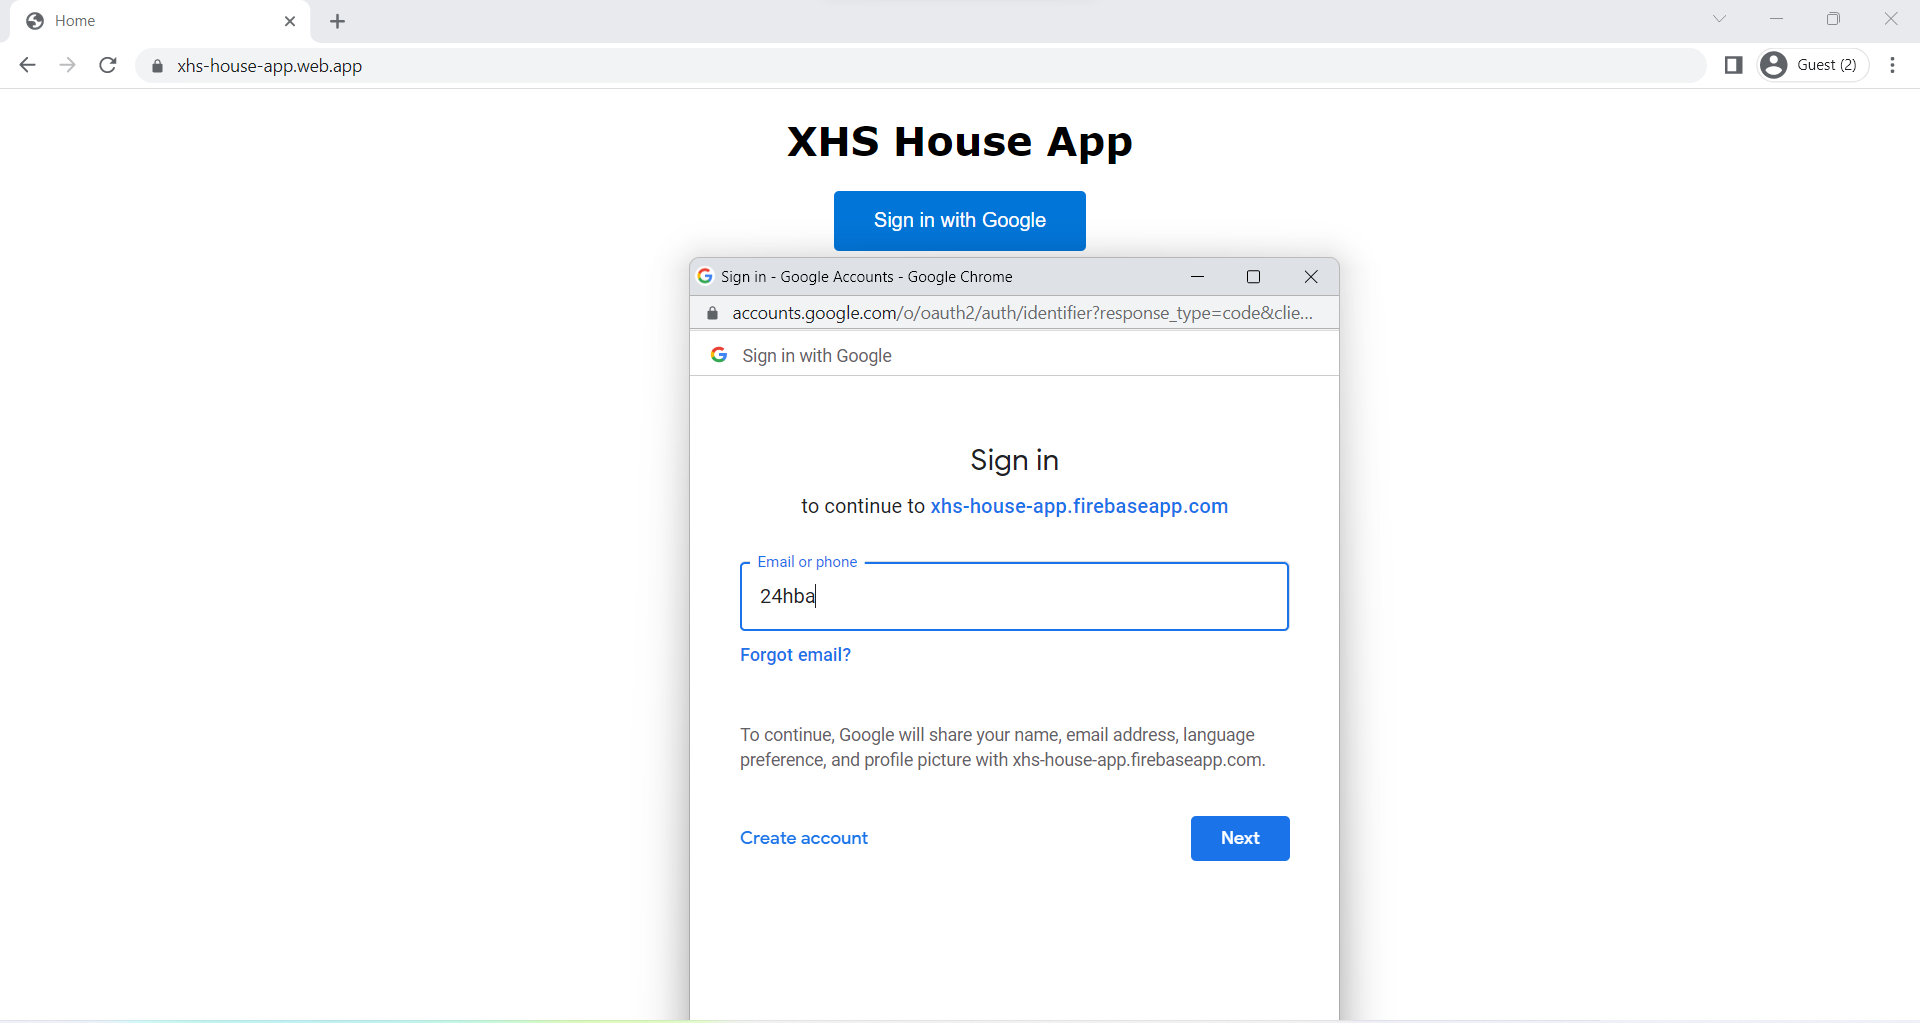 Home
xhs-house-app.web.app
Guest (2)
XHS House App
Sign in with Google
Sign in - Google Accounts - Google Chrome
accounts.google.com/o/oauth2/auth/identifier?response_type=code&clie...
Sign in with Google
Sign in
to continue to xhs-house-app.firebaseapp.com
Email or phone
24hba
Forgot email?
To continue, Google will share your name, email address, language
preference, and profile picture with xhs-house-app.firebaseapp.com.
Create account
Next